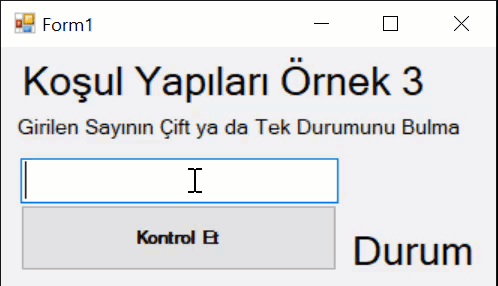 Form1
Koşul Yapıları Örnek 3
Girilen Sayının Çift ya da Tek Durumunu Bulma
Kontrol Et
Durum